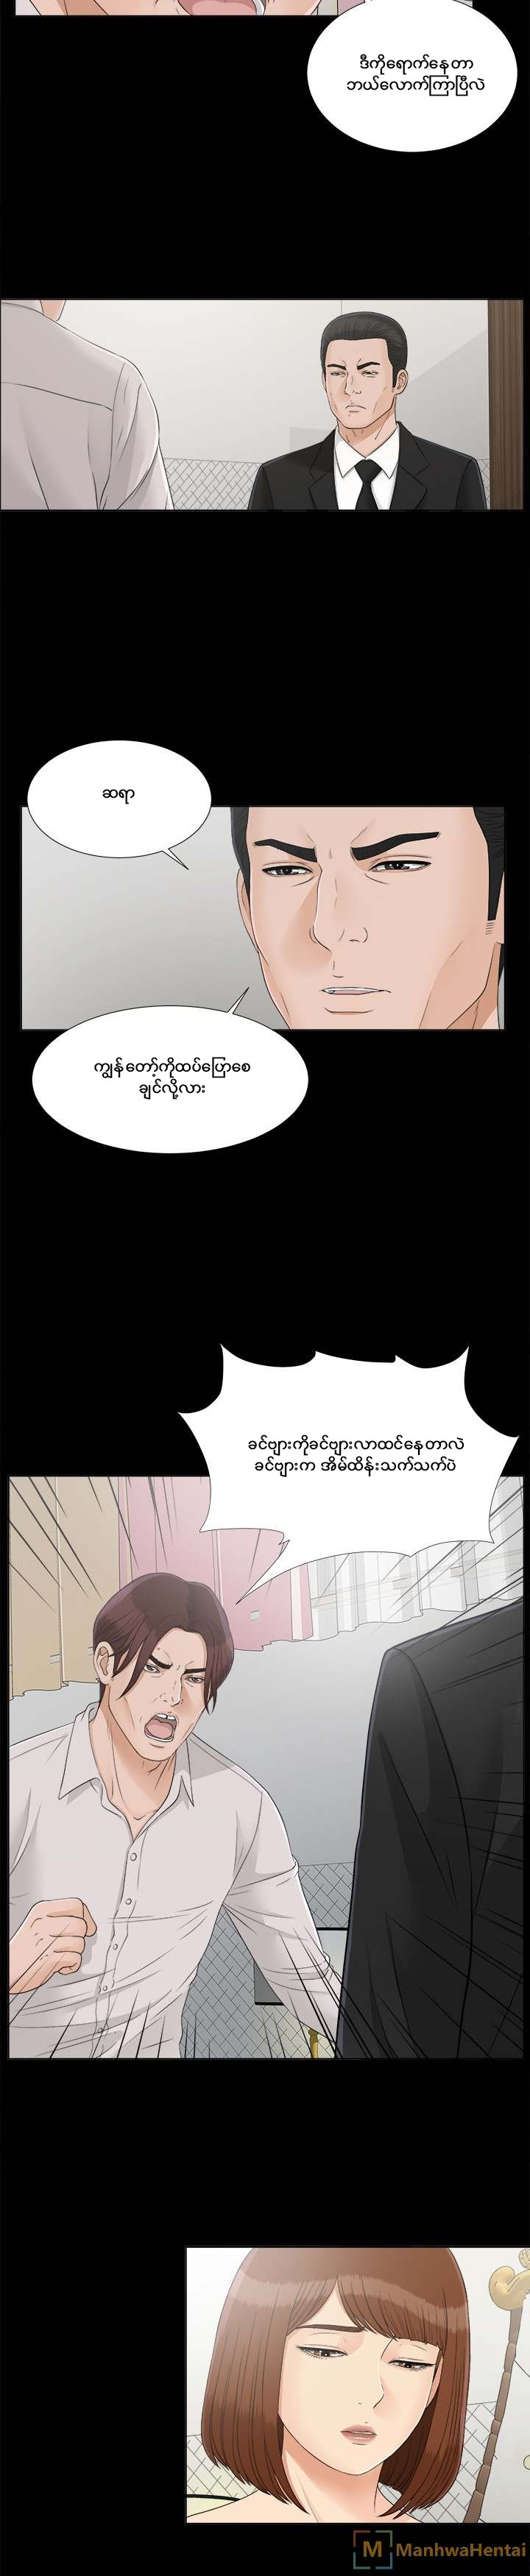 ဒီကိုရောက်နေတာ
ဘယ်လောက်ကြာပြီလဲ
ဆရာ
ကျွန်တော့်ကိုထပ်ပြောစေ
ချင်လို့လား
ခင်ဗျားကိုခင်ဗျားဘာထင်နေတာလဲ
ခင်ဗျားက အိမ်ထိန်းသက်သက်ပဲ
M ManhwaHentai